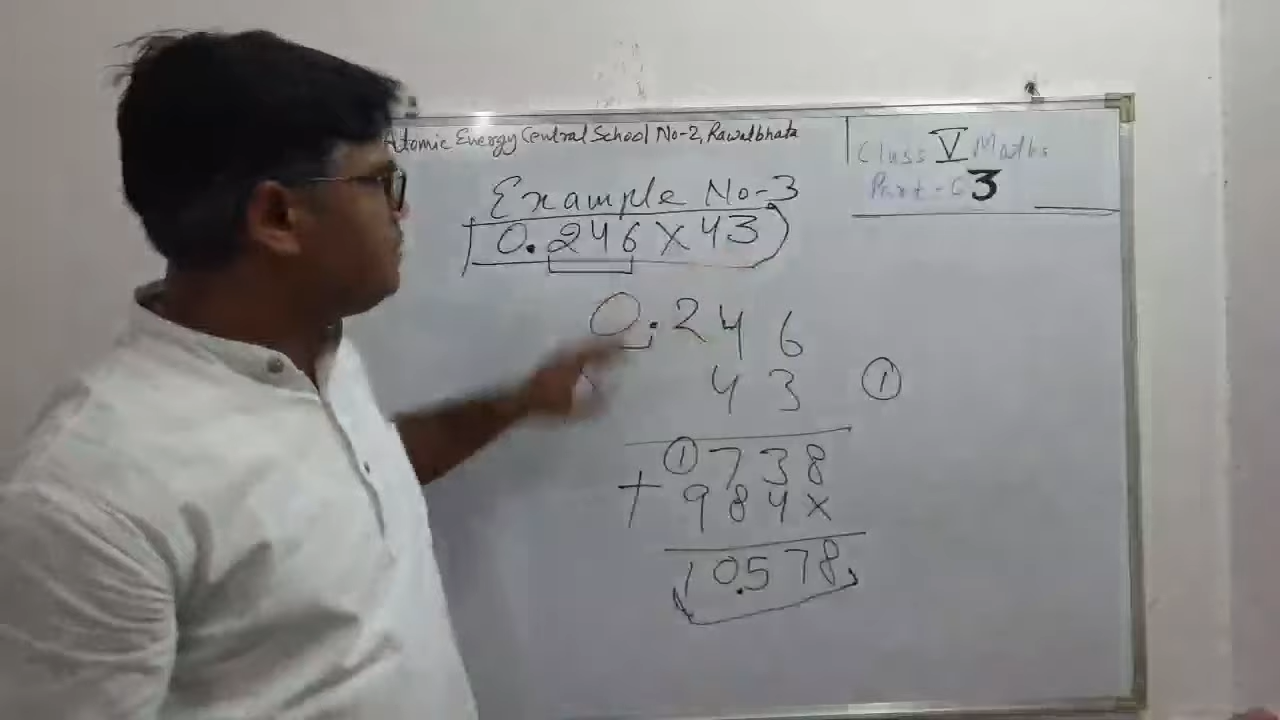 Atomic Energy Central School No-2, Rawatbhata
Class V Maths
Part-6 3
Example No-3
0.246×43
0.246
× 43 ①
① 738
+ 984×
10.578